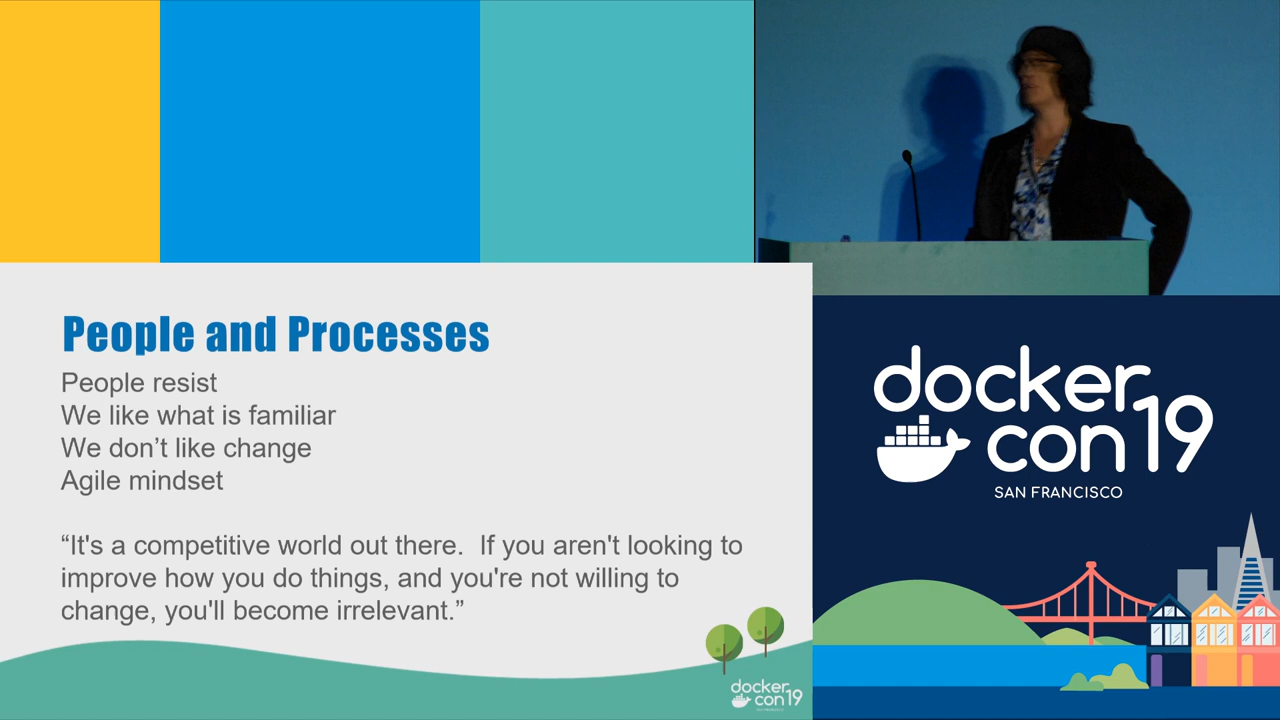 People and Processes
People resist
We like what is familiar
We don’t like change
Agile mindset
“It's a competitive world out there.  If you aren't looking to
improve how you do things, and you're not willing to
change, you'll become irrelevant.”
docker
con19
docker
con 19
SAN FRANCISCO